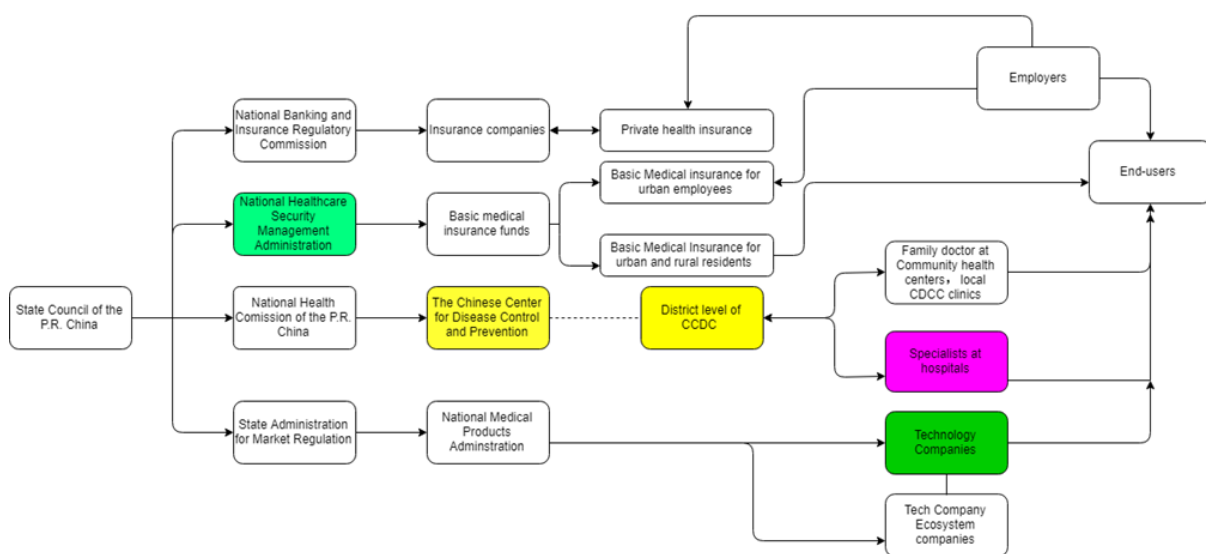 Employers
National Banking and
Insurance Regulatory
Commission
Insurance companies
Private health insurance
Basic Medical insurance for
urban employees
End-users
National Healthcare
Security
Management
Administration
Basic medical
insurance funds
Basic Medical Insurance for
urban and rural residents
Family doctor at
Community health
centers， local
CDCC clinics
State Council of the
P.R. China
National Health
Comission of the P.R.
China
The Chinese Center
for Disease Control
and Prevention
District level of
CCDC
Specialists at
hospitals
State Administration
for Market Regulation
National Medical
Products
Adminstration
Technology
Companies
Tech Company
Ecosystem
companies